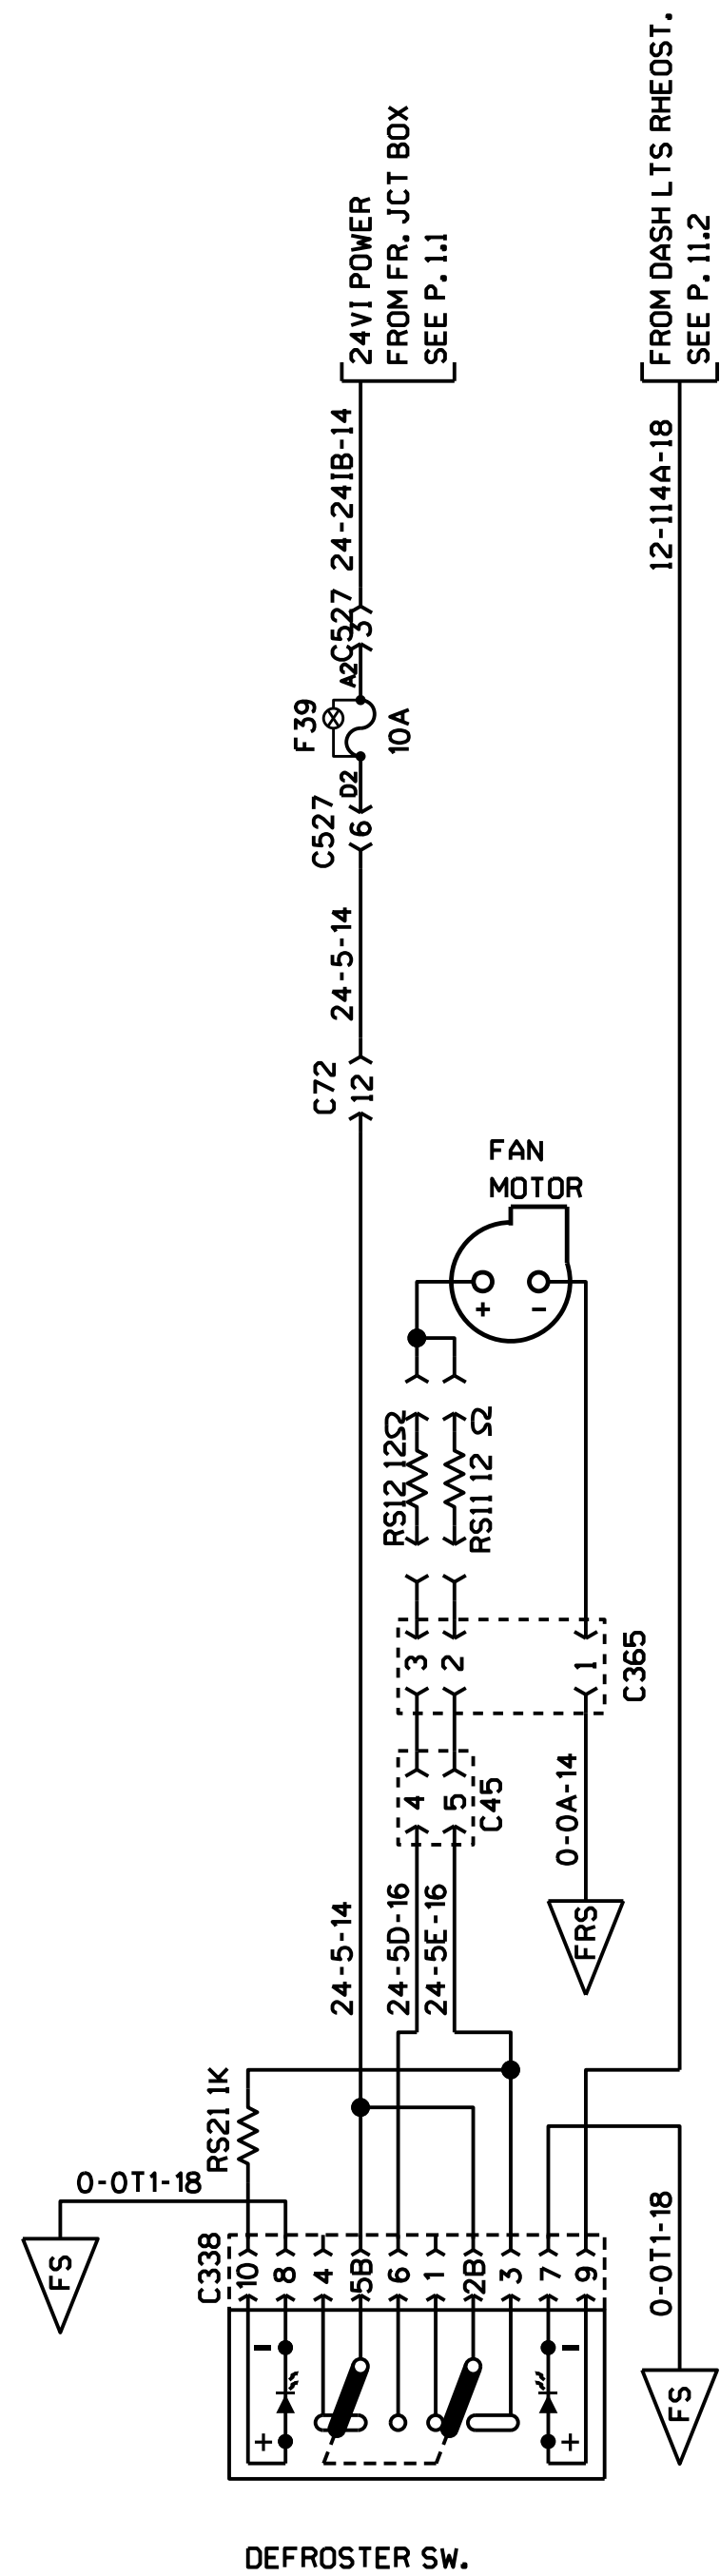 24VI POWER
FROM FR. JCT BOX
SEE P. 1.1
FROM DASH LTS RHEOST.
SEE P. 11.2
24-24IB-14
12-114A-18
C527
3
A2
F39
10A
D2
C527
6
24-5-14
C72
12
FAN
MOTOR
+
-
RS12 12Ω
RS11 12 Ω
3
2
1
C365
4
5
C45
0-0A-14
24-5-14
24-5D-16
24-5E-16
FRS
RS21 1K
0-0T1-18
FS
C338
10
8
4
5B
6
1
2B
3
7
9
0-0T1-18
FS
-
-
+
+
DEFROSTER SW.